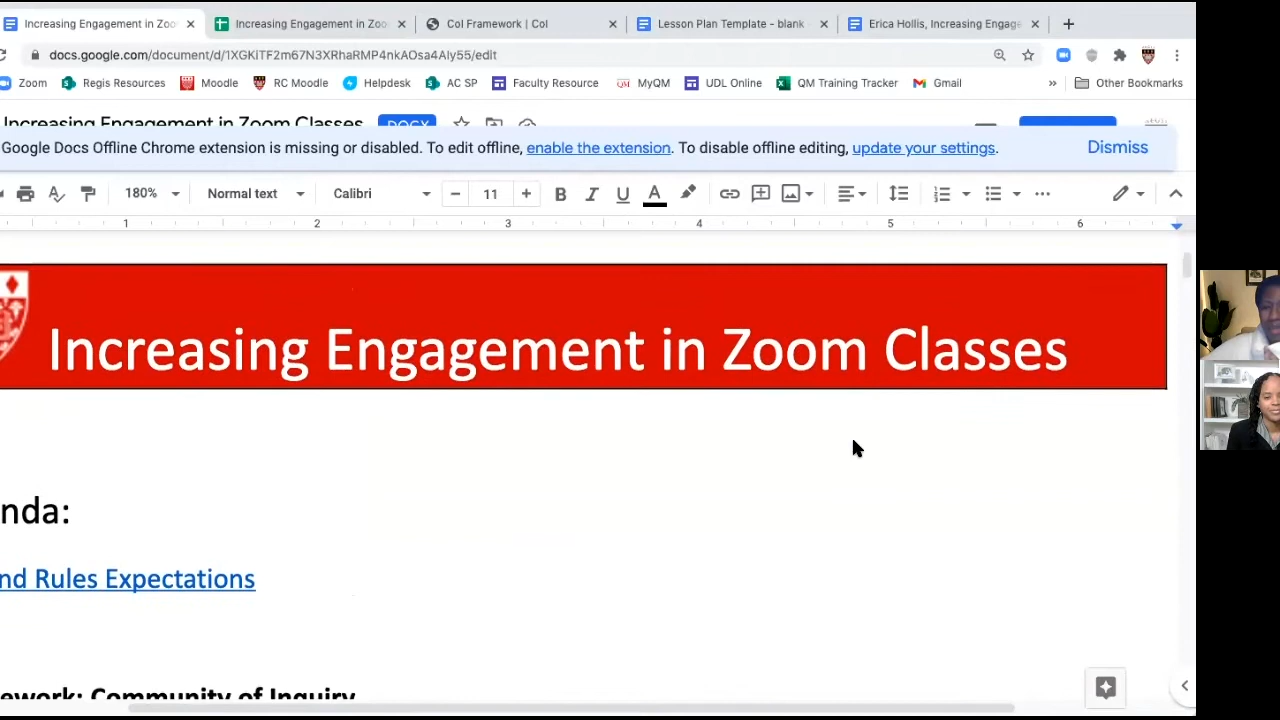 Increasing Engagement in Zoo
Increasing Engagement in Zoo
CoI Framework | CoI
Lesson Plan Template - blank
Erica Hollis, Increasing Engage
docs.google.com/document/d/1XGKiTF2m67N3XRhaRMP4nkAOsa4Aly55/edit
Zoom Regis Resources Moodle RC Moodle Helpdesk AC SP Faculty Resource MyQM UDL Online QM Training Tracker Gmail » Other Bookmarks
Increasing Engagement in Zoom Classes .DOCX
Google Docs Offline Chrome extension is missing or disabled. To edit offline, enable the extension. To disable offline editing, update your settings. Dismiss
180% Normal text Calibri 11 B I U A
1 2 3 4 5 6
Increasing Engagement in Zoom Classes
nda:
nd Rules Expectations
ework: Community of Inquiry